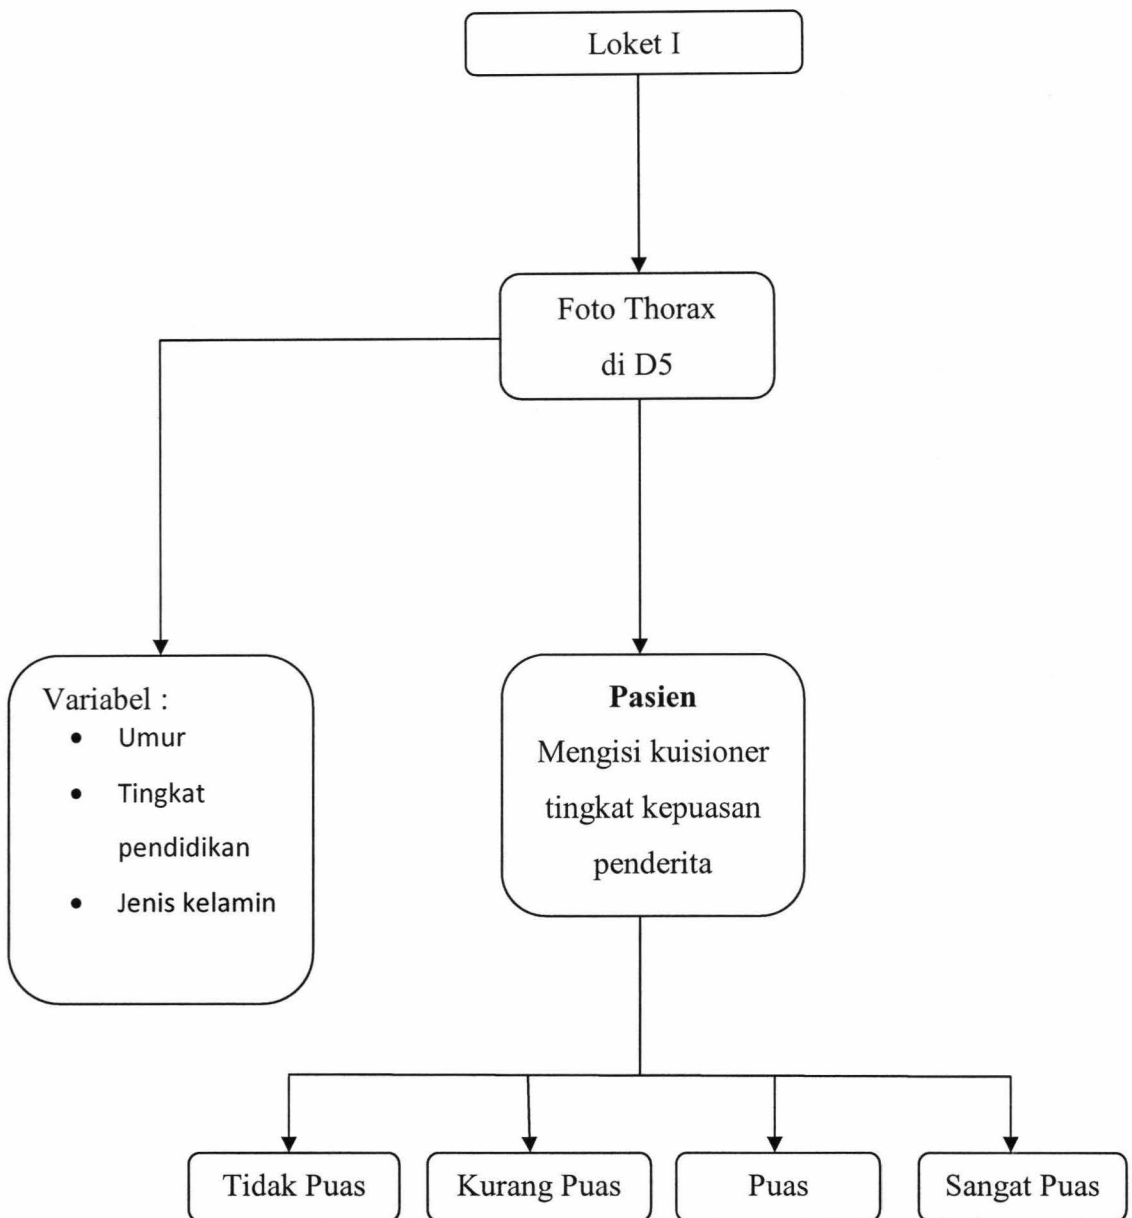 Loket I
Foto Thorax
di D5
Variabel :
• Umur
• Tingkat
pendidikan
• Jenis kelamin
Pasien
Mengisi kuisioner
tingkat kepuasan
penderita
Tidak Puas
Kurang Puas
Puas
Sangat Puas